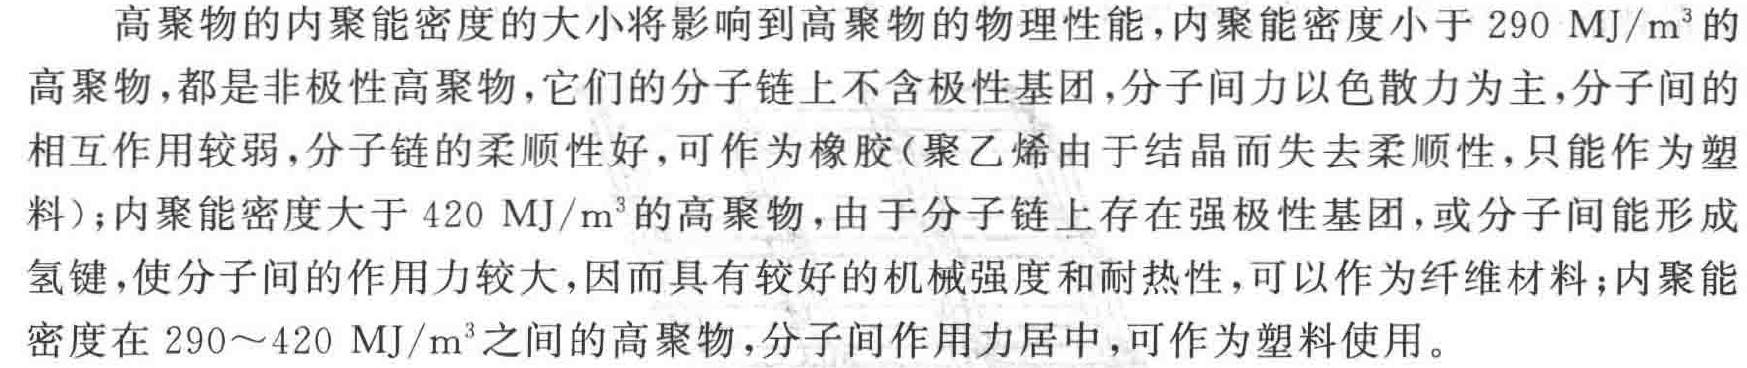 高聚物的内聚能密度的大小将影响到高聚物的物理性能,内聚能密度小于 290 MJ/m³的
高聚物,都是非极性高聚物,它们的分子链上不含极性基团,分子间力以色散力为主,分子间的
相互作用较弱,分子链的柔顺性好,可作为橡胶(聚乙烯由于结晶而失去柔顺性,只能作为塑
料);内聚能密度大于 420 MJ/m³的高聚物,由于分子链上存在强极性基团,或分子间能形成
氢键,使分子间的作用力较大,因而具有较好的机械强度和耐热性,可以作为纤维材料;内聚能
密度在 290～420 MJ/m³之间的高聚物,分子间作用力居中,可作为塑料使用。